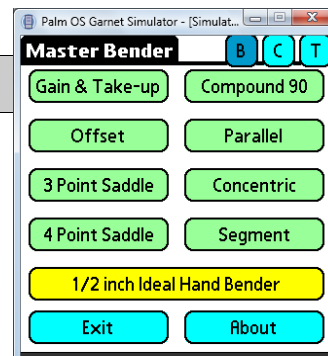 Palm OS Garnet Simulator - [Simulat...
Master Bender B C T
Gain & Take-up Compound 90
Offset Parallel
3 Point Saddle Concentric
4 Point Saddle Segment
1/2 inch Ideal Hand Bender
Exit About